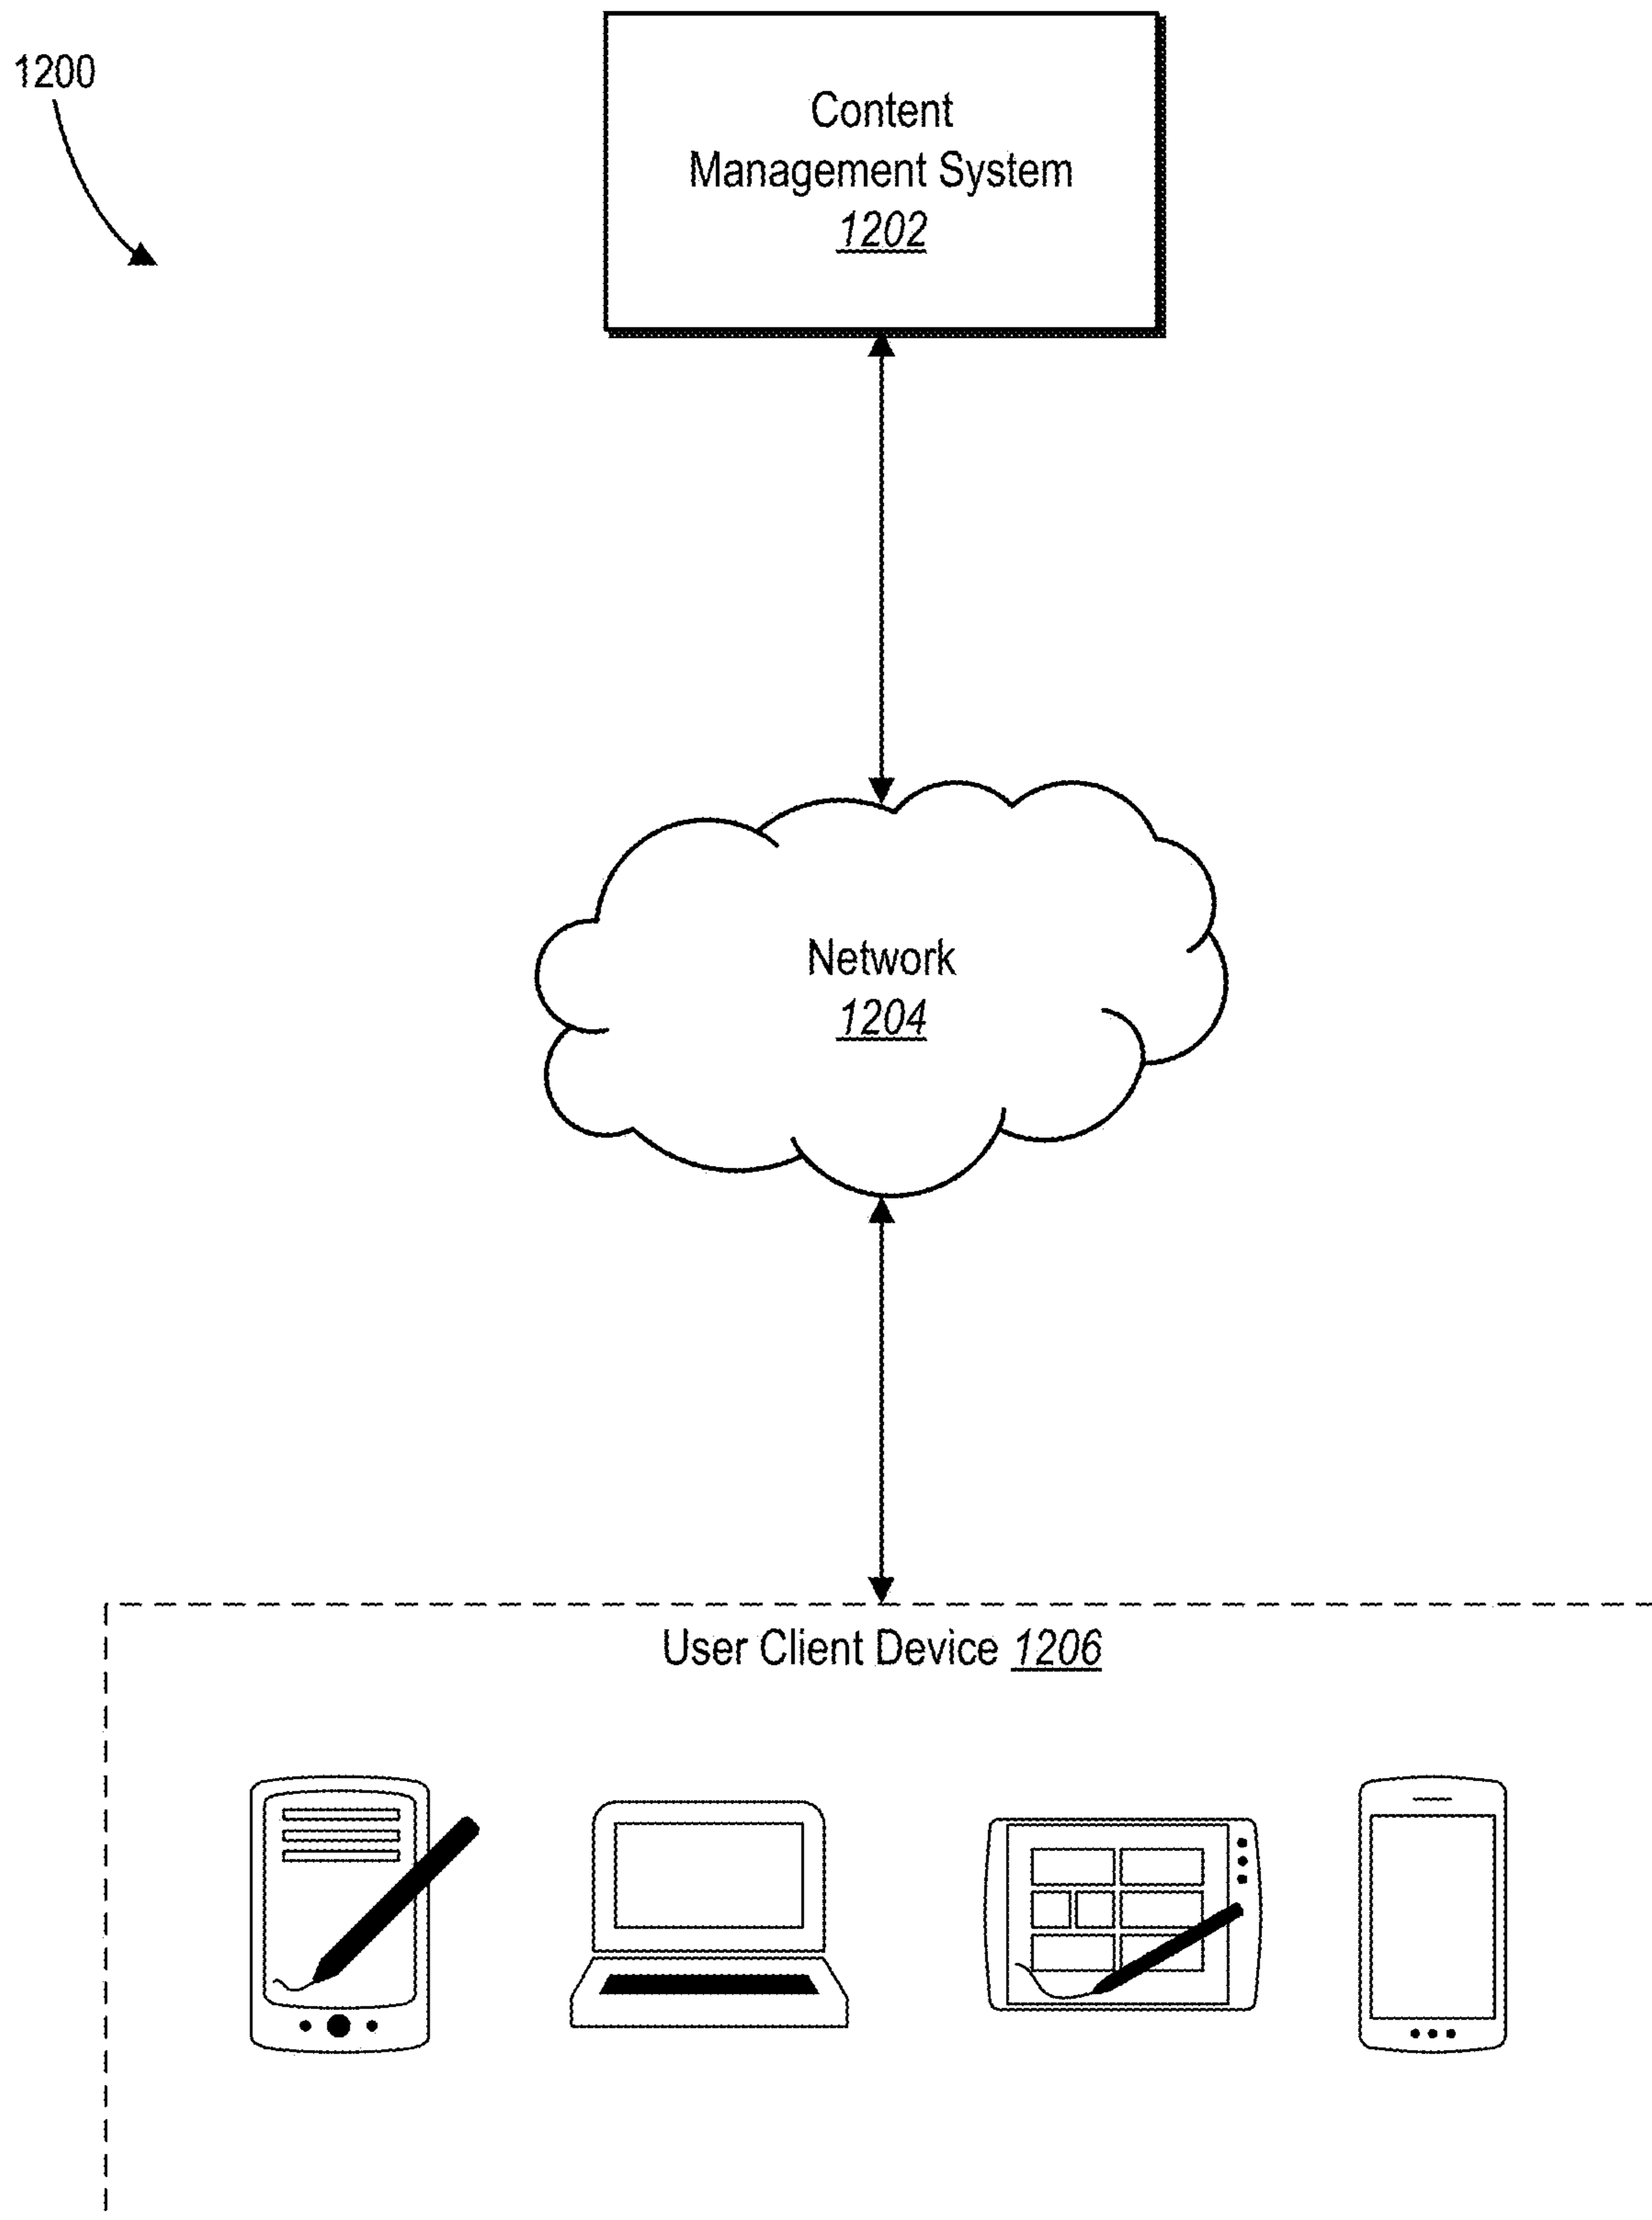 1200
Content
Management System
1202
Network
1204
User Client Device 1206